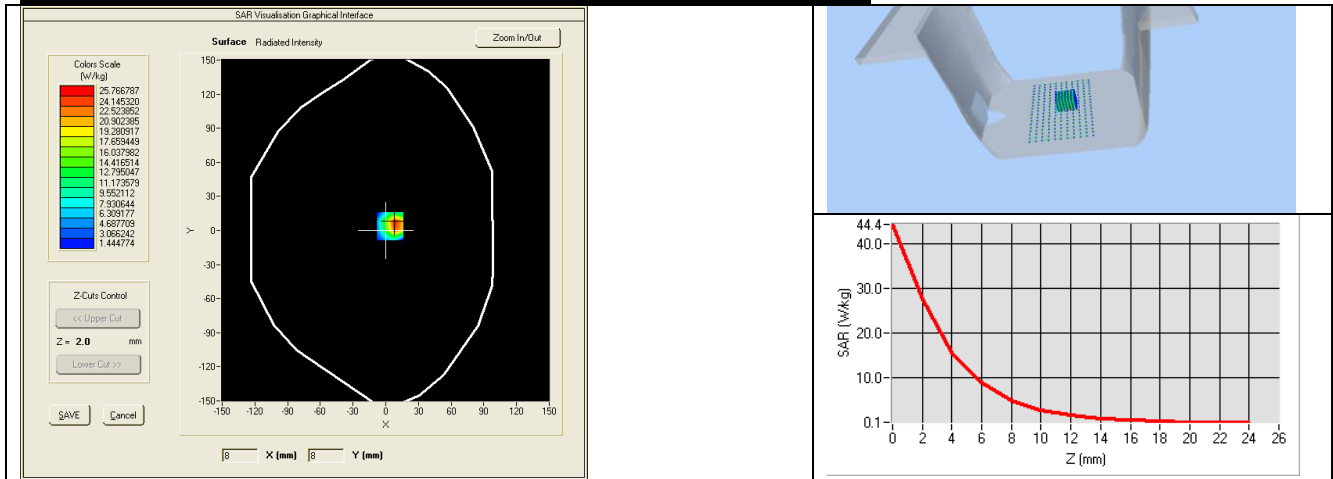 SAR Visualisation Graphical Interface
Surface Radiated Intensity
Zoom In/Out
Colors Scale
(W/kg)
25.766787
24.145320
22.523852
20.902385
19.280917
17.659449
16.037982
14.416514
12.795047
11.173579
9.552112
7.930644
6.309177
4.687709
3.066242
1.444774
Z-Cuts Control
<< Upper Cut
Z = 2.0 mm
Lower Cut >>
SAVE Cancel
150-
120-
90-
60-
30-
Y 0-
-30-
-60-
-90-
-120-
-150-
-150 -120 -90 -60 -30 0 30 60 90 120 150
X
8 X (mm) 8 Y (mm)
44.4-
40.0-
30.0-
20.0-
10.0-
0.1-
SAR (W/kg)
0 2 4 6 8 10 12 14 16 18 20 22 24 26
Z (mm)